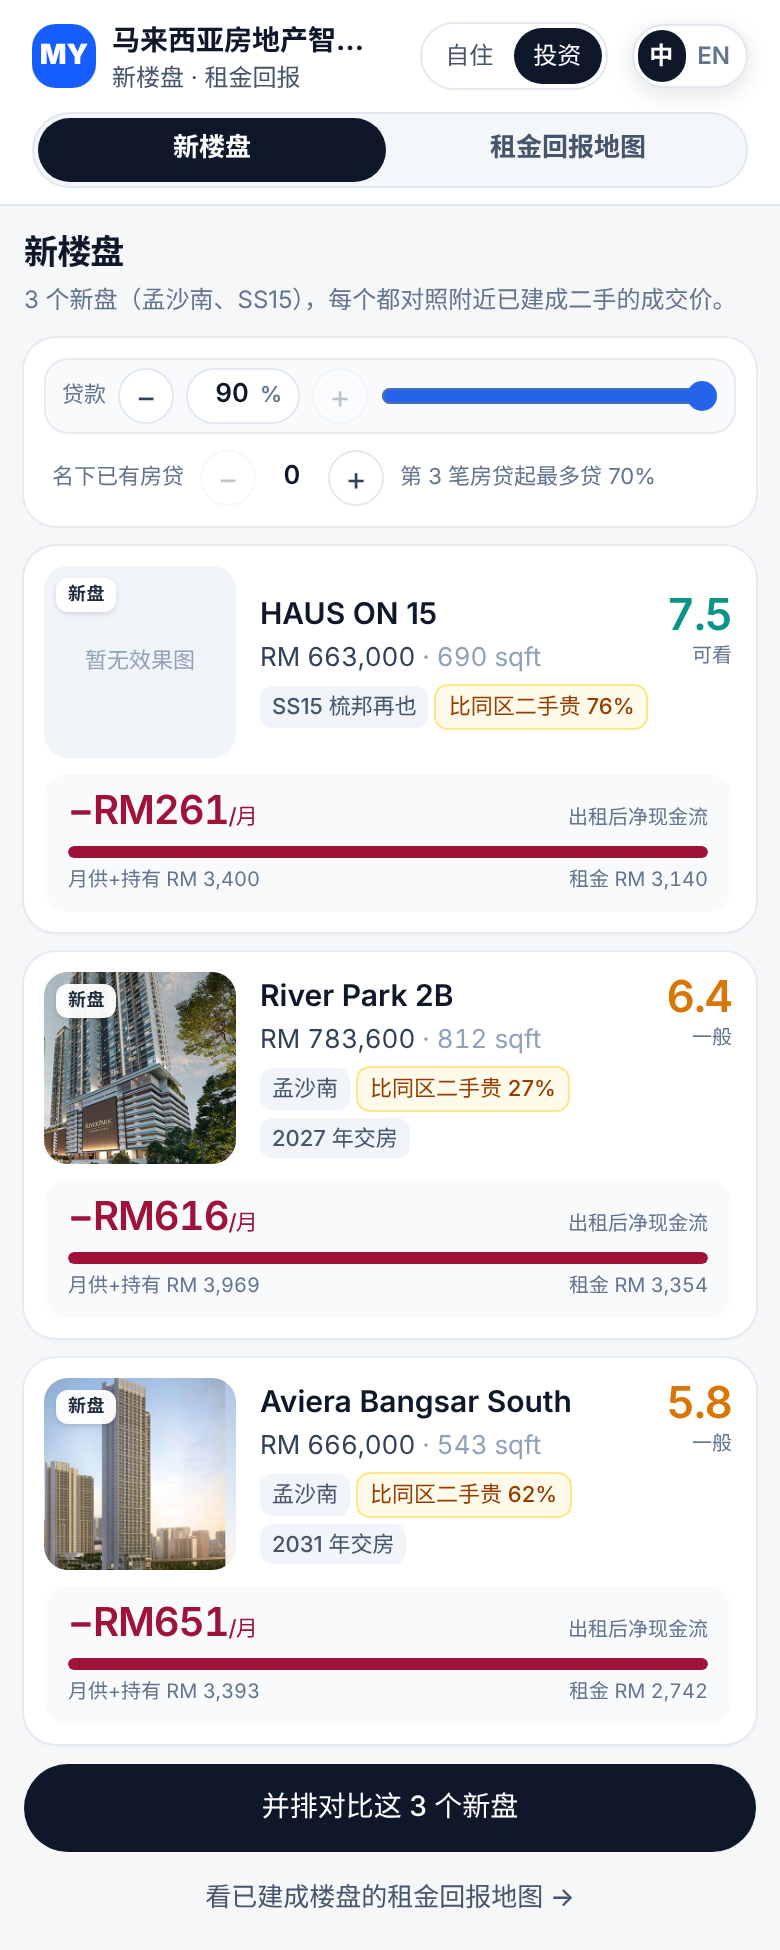 MY
马来西亚房地产智...
新楼盘 · 租金回报
自住 投资
中 EN
新楼盘 租金回报地图
新楼盘
3 个新盘（孟沙南、SS15），每个都对照附近已建成二手的成交价。
贷款 − 90 % +
名下已有房贷 − 0 + 第 3 笔房贷起最多贷 70%
新盘
暂无效果图
HAUS ON 15
7.5
RM 663,000 · 690 sqft
可看
SS15 梳邦再也 比同区二手贵 76%
−RM261/月 出租后净现金流
月供+持有 RM 3,400 租金 RM 3,140
新盘
RIVERPARK
River Park 2B
6.4
RM 783,600 · 812 sqft
一般
孟沙南 比同区二手贵 27%
2027 年交房
−RM616/月 出租后净现金流
月供+持有 RM 3,969 租金 RM 3,354
新盘
Aviera Bangsar South
5.8
RM 666,000 · 543 sqft
一般
孟沙南 比同区二手贵 62%
2031 年交房
−RM651/月 出租后净现金流
月供+持有 RM 3,393 租金 RM 2,742
并排对比这 3 个新盘
看已建成楼盘的租金回报地图 →